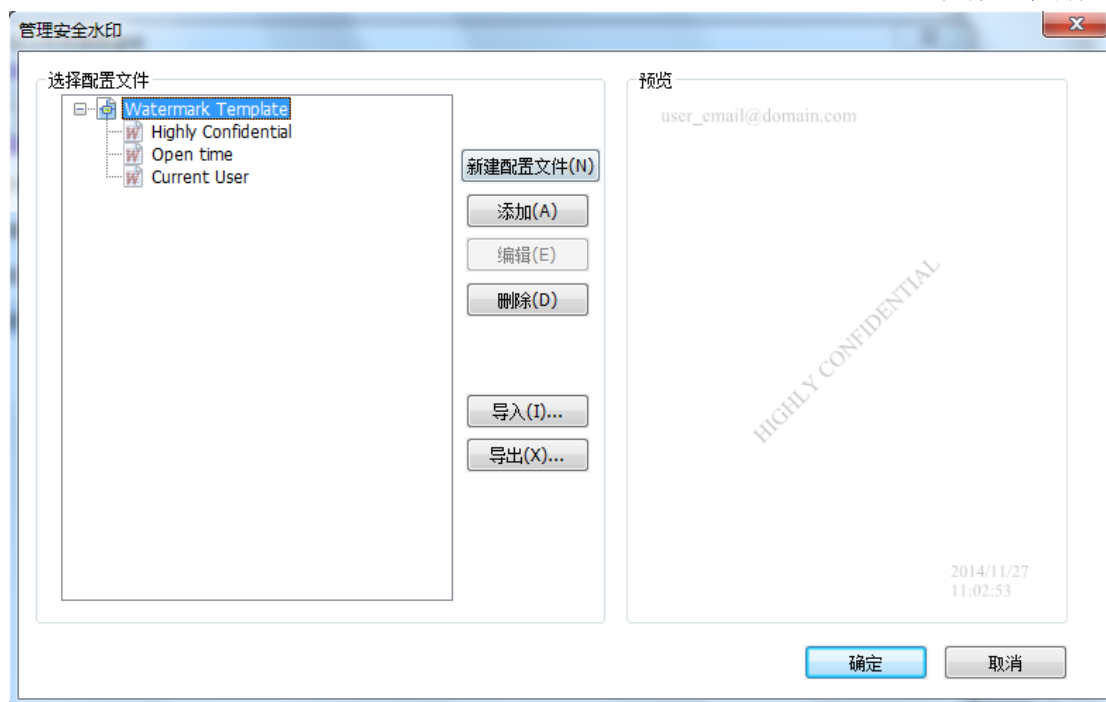 管理安全水印
选择配置文件
Watermark Template
Highly Confidential
Open time
Current User
新建配置文件(N)
添加(A)
编辑(E)
删除(D)
导入(I)...
导出(X)...
预览
user_email@domain.com
HIGHLY CONFIDENTIAL
2014/11/27
11:02:53
确定
取消